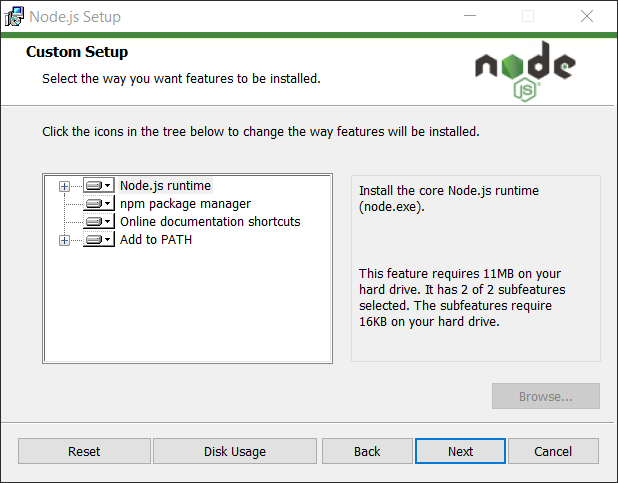 Node.js Setup
Custom Setup
Select the way you want features to be installed.
node
JS
Click the icons in the tree below to change the way features will be installed.
Node.js runtime
npm package manager
Online documentation shortcuts
Add to PATH
Install the core Node.js runtime
(node.exe).
This feature requires 11MB on your
hard drive. It has 2 of 2 subfeatures
selected. The subfeatures require
16KB on your hard drive.
Browse...
Reset
Disk Usage
Back
Next
Cancel